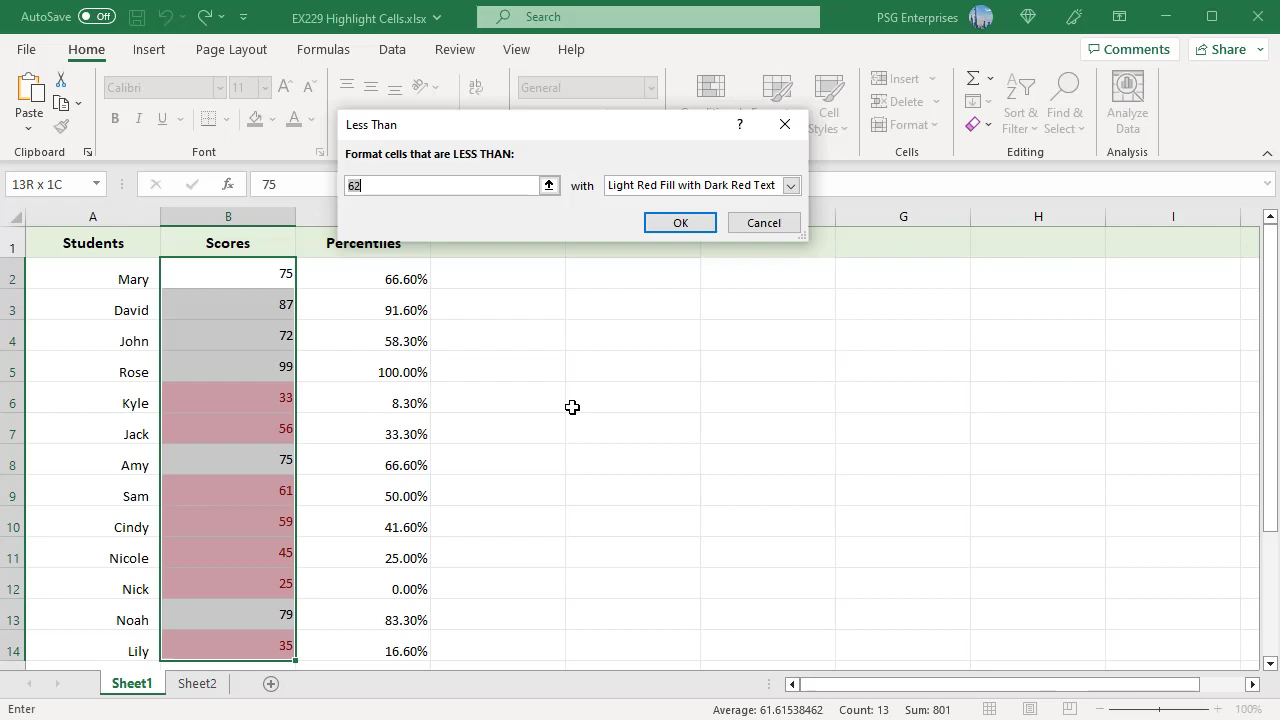 AutoSave Off EX229 Highlight Cells.xlsx Search PSG Enterprises
File Home Insert Page Layout Formulas Data Review View Help Comments Share
Paste Calibri 11 General Cell Styles Insert Delete Format Sort & Filter Find & Select Analyze Data
Clipboard Font Cells Editing Analysis
Less Than ?
Format cells that are LESS THAN:
62 with Light Red Fill with Dark Red Text
OK Cancel
13R x 1C fx 75
A B G H I
1 Students Scores Percentiles
2 Mary 75 66.60%
3 David 87 91.60%
4 John 72 58.30%
5 Rose 99 100.00%
6 Kyle 33 8.30%
7 Jack 56 33.30%
8 Amy 75 66.60%
9 Sam 61 50.00%
10 Cindy 59 41.60%
11 Nicole 45 25.00%
12 Nick 25 0.00%
13 Noah 79 83.30%
14 Lily 35 16.60%
Sheet1 Sheet2
Enter Average: 61.61538462 Count: 13 Sum: 801 100%